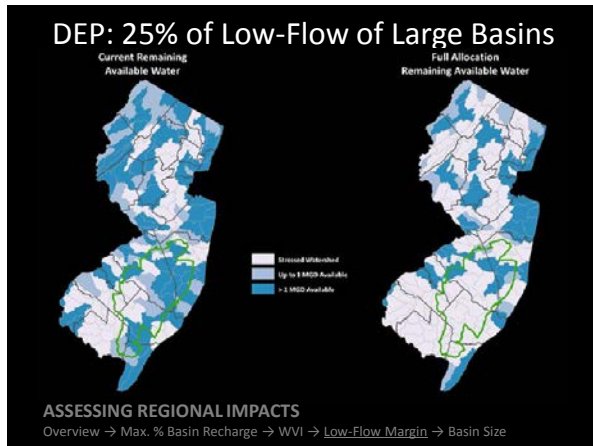 DEP: 25% of Low-Flow of Large Basins
Current Remaining
Available Water
Full Allocation
Remaining Available Water
Stressed Watershed
Up to 1 MGD Available
> 1 MGD Available
ASSESSING REGIONAL IMPACTS
Overview → Max. % Basin Recharge → WVI → Low-Flow Margin → Basin Size